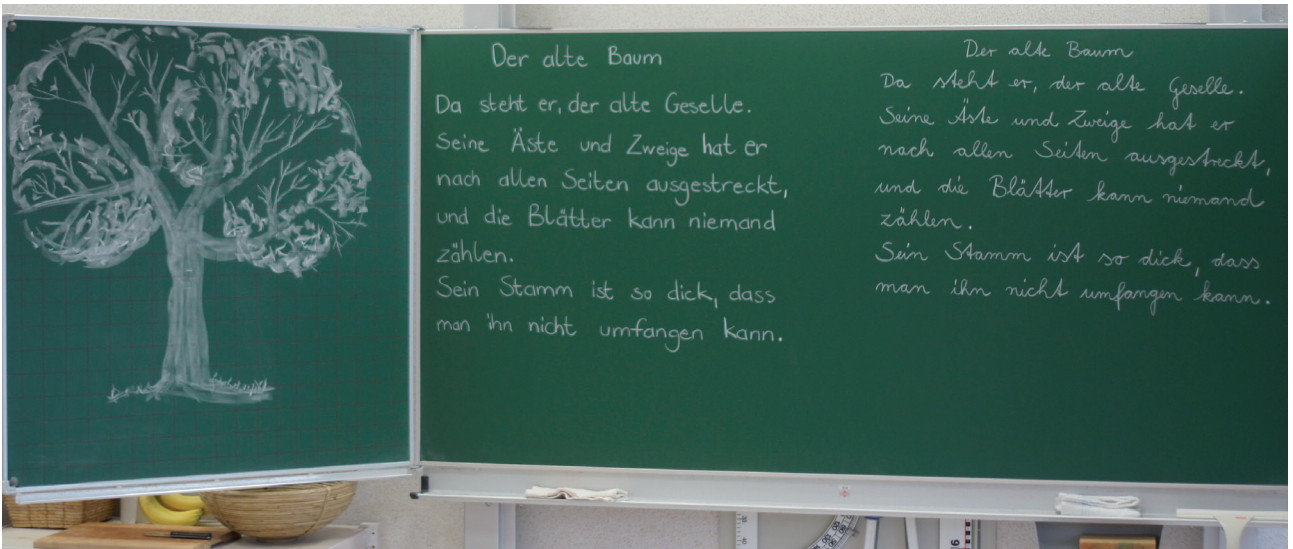 Der alte Baum
Da steht er, der alte Geselle.
Seine Äste und Zweige hat er
nach allen Seiten ausgestreckt,
und die Blätter kann niemand
zählen.
Sein Stamm ist so dick, dass
man ihn nicht umfangen kann.
Der alte Baum
Da steht er, der alte Geselle.
Seine Äste und Zweige hat er
nach allen Seiten ausgestreckt,
und die Blätter kann niemand
zählen.
Sein Stamm ist so dick, dass
man ihn nicht umfangen kann.